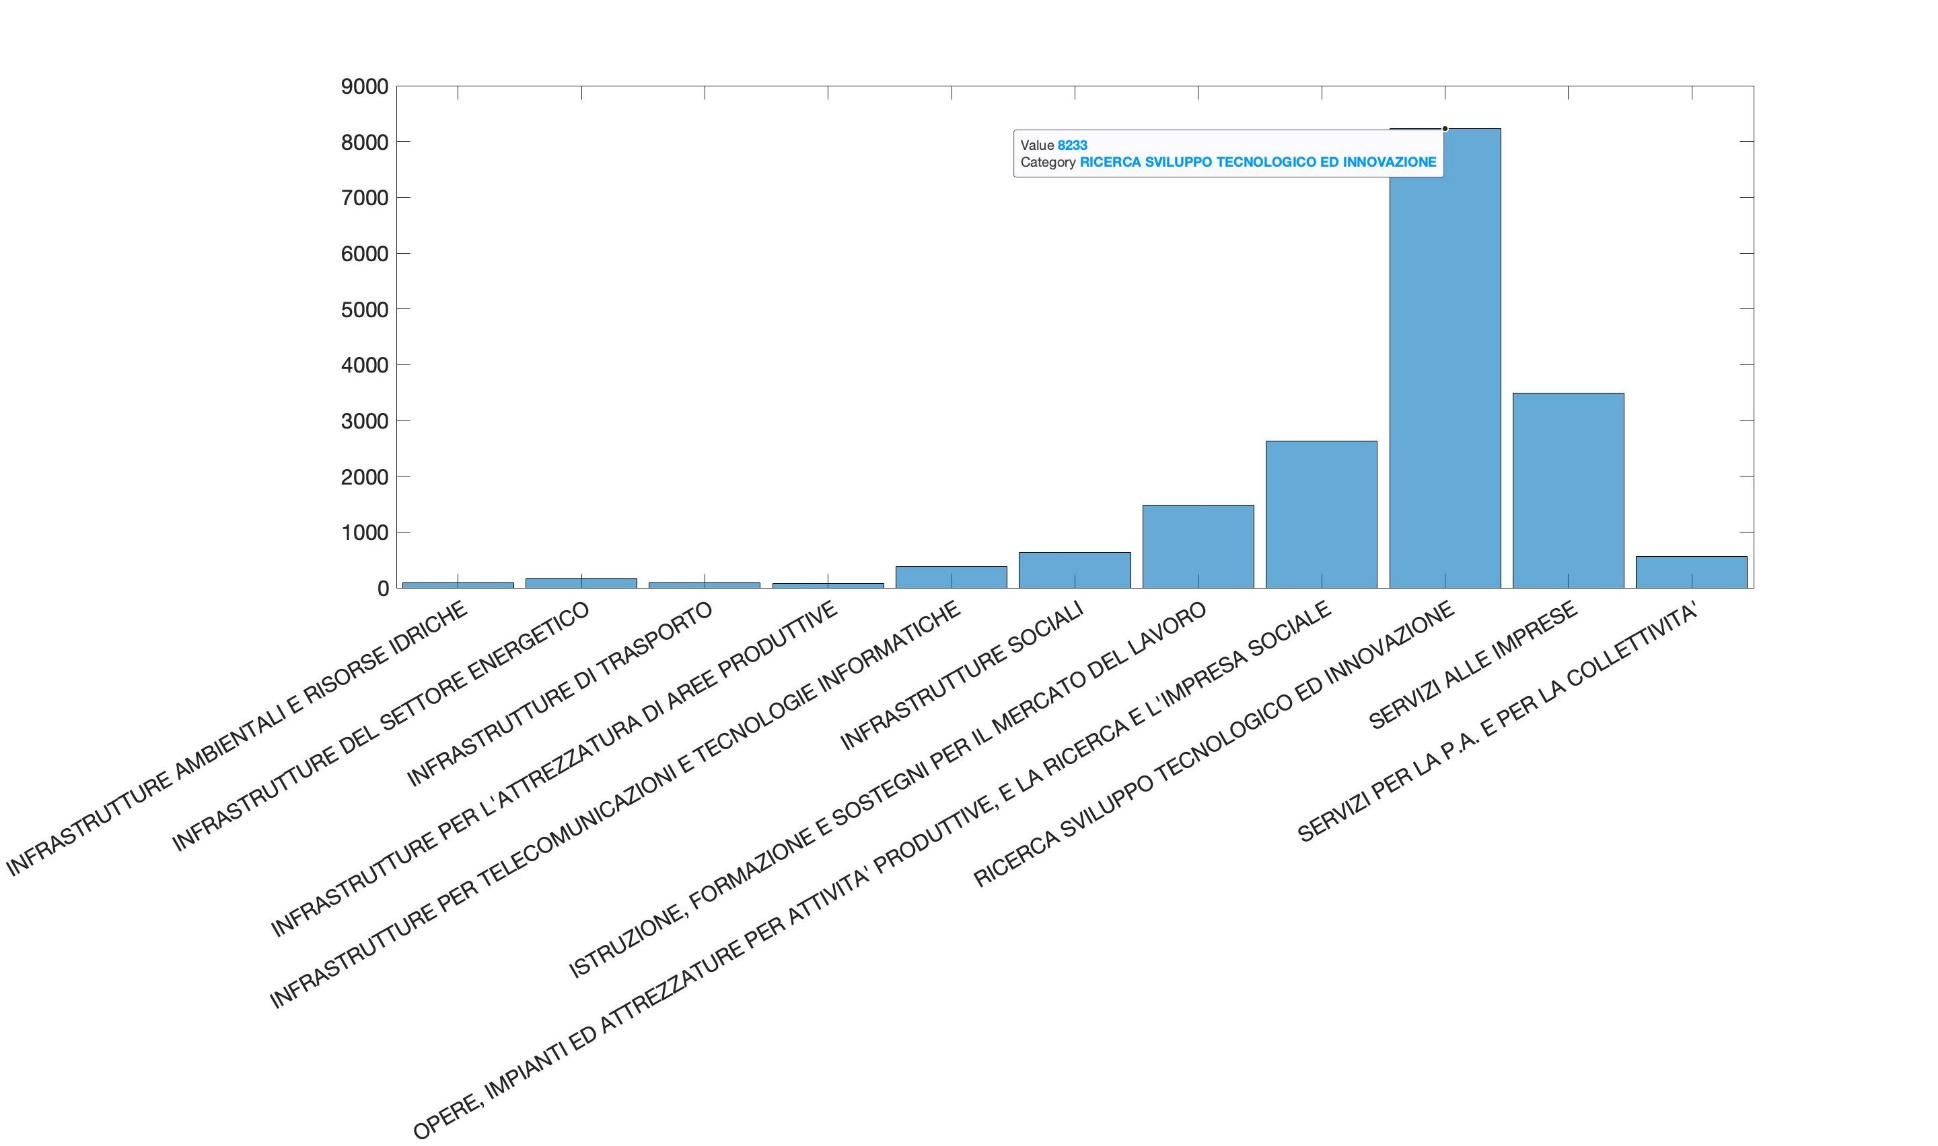 9000
8000
7000
6000
5000
4000
3000
2000
1000
0
Value 8233
Category RICERCA SVILUPPO TECNOLOGICO ED INNOVAZIONE
INFRASTRUTTURE AMBIENTALI E RISORSE IDRICHE
INFRASTRUTTURE DEL SETTORE ENERGETICO
INFRASTRUTTURE DI TRASPORTO
INFRASTRUTTURE PER L'ATTREZZATURA DI AREE PRODUTTIVE
INFRASTRUTTURE PER TELECOMUNICAZIONI E TECNOLOGIE INFORMATICHE
INFRASTRUTTURE SOCIALI
ISTRUZIONE, FORMAZIONE E SOSTEGNI PER IL MERCATO DEL LAVORO
OPERE, IMPIANTI ED ATTREZZATURE PER ATTIVITA' PRODUTTIVE, E LA RICERCA E L'IMPRESA SOCIALE
RICERCA SVILUPPO TECNOLOGICO ED INNOVAZIONE
SERVIZI ALLE IMPRESE
SERVIZI PER LA P.A. E PER LA COLLETTIVITA'